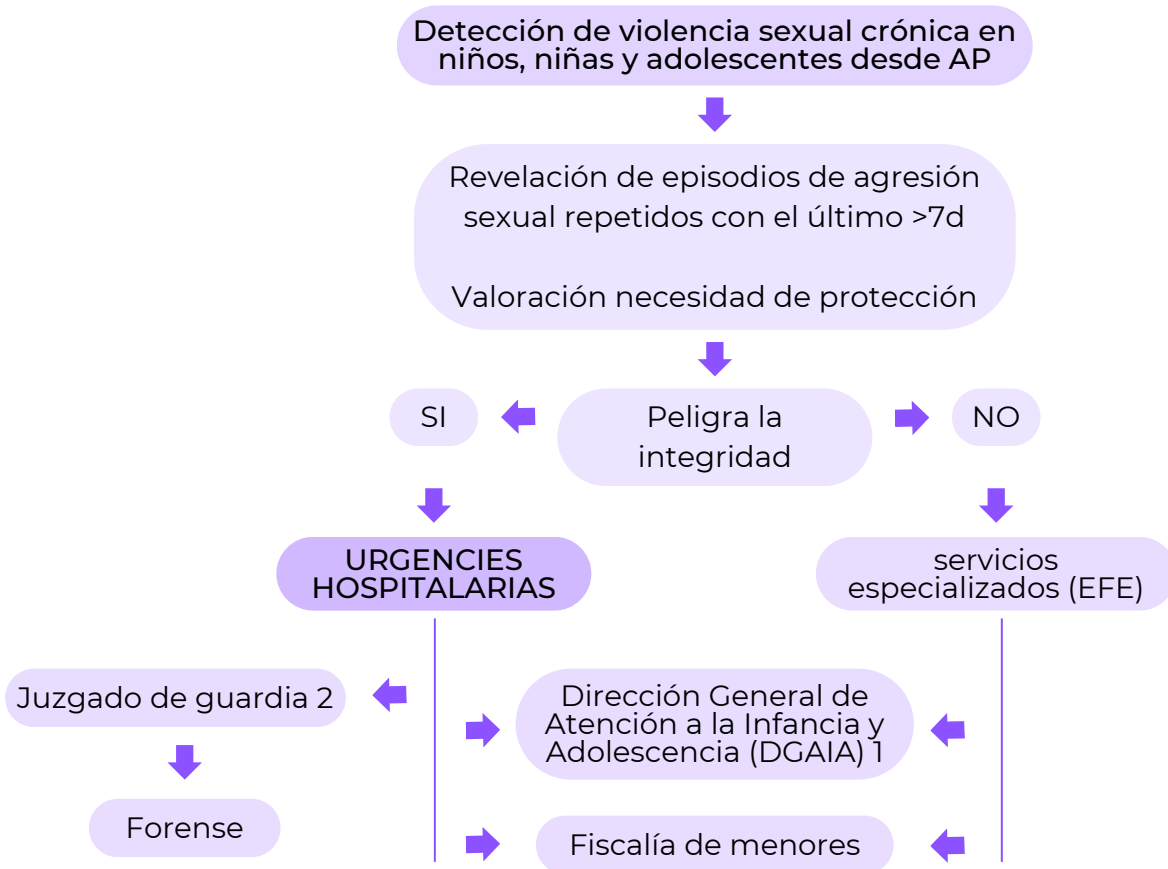 Detección de violencia sexual crónica en
niños, niñas y adolescentes desde AP
Revelación de episodios de agresión
sexual repetidos con el último >7d
Valoración necesidad de protección
SI
Peligra la
integridad
NO
URGENCIES
HOSPITALARIAS
servicios
especializados (EFE)
Juzgado de guardia 2
Dirección General de
Atención a la Infancia y
Adolescencia (DGAIA) 1
Forense
Fiscalía de menores